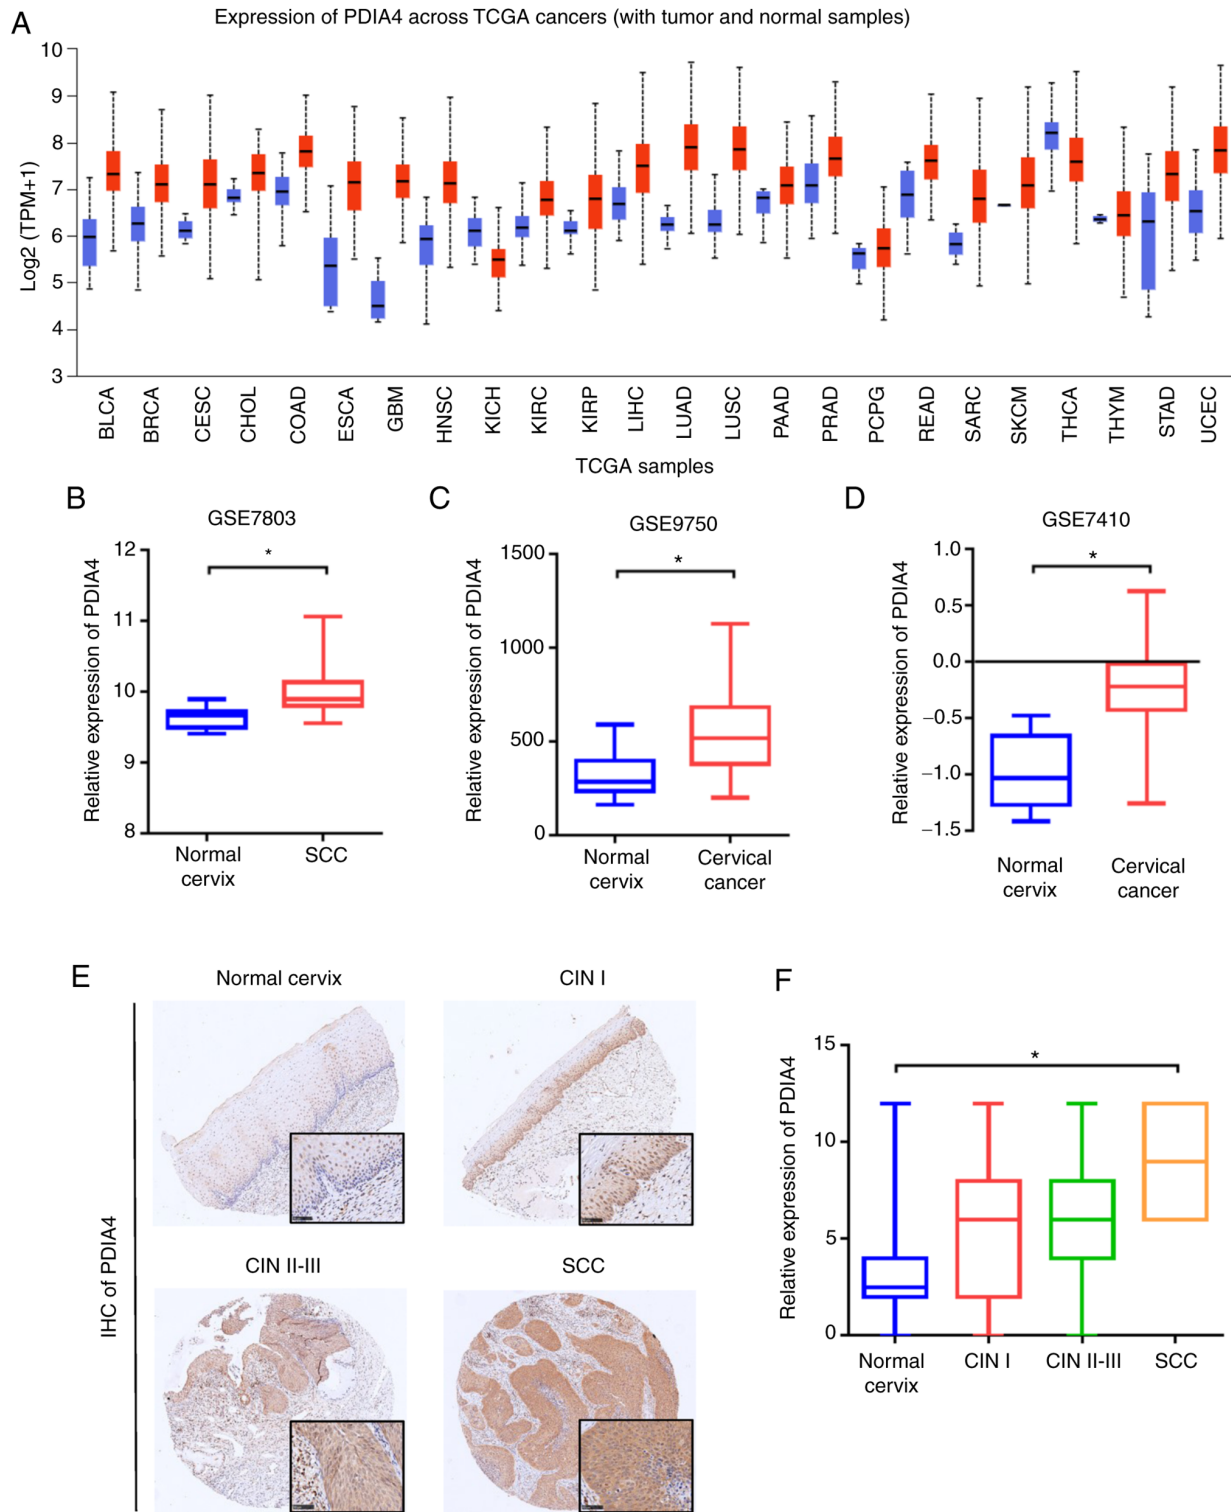 A
Expression of PDIA4 across TCGA cancers (with tumor and normal samples)
Log2 (TPM+1)
10
9
8
7
6
5
4
3
BLCA
BRCA
CESC
CHOL
COAD
ESCA
GBM
HNSC
KICH
KIRC
KIRP
LIHC
LUAD
LUSC
PAAD
PRAD
PCPG
READ
SARC
SKCM
THCA
THYM
STAD
UCEC
TCGA samples
B
GSE7803
Relative expression of PDIA4
12
11
10
9
8
*
Normal
cervix
SCC
C
GSE9750
Relative expression of PDIA4
1500
1000
500
0
*
Normal
cervix
Cervical
cancer
D
GSE7410
Relative expression of PDIA4
1.0
0.5
0.0
−0.5
−1.0
−1.5
*
Normal
cervix
Cervical
cancer
E
IHC of PDIA4
Normal cervix
CIN I
CIN II-III
SCC
F
Relative expression of PDIA4
15
10
5
0
*
Normal
cervix
CIN I
CIN II-III
SCC